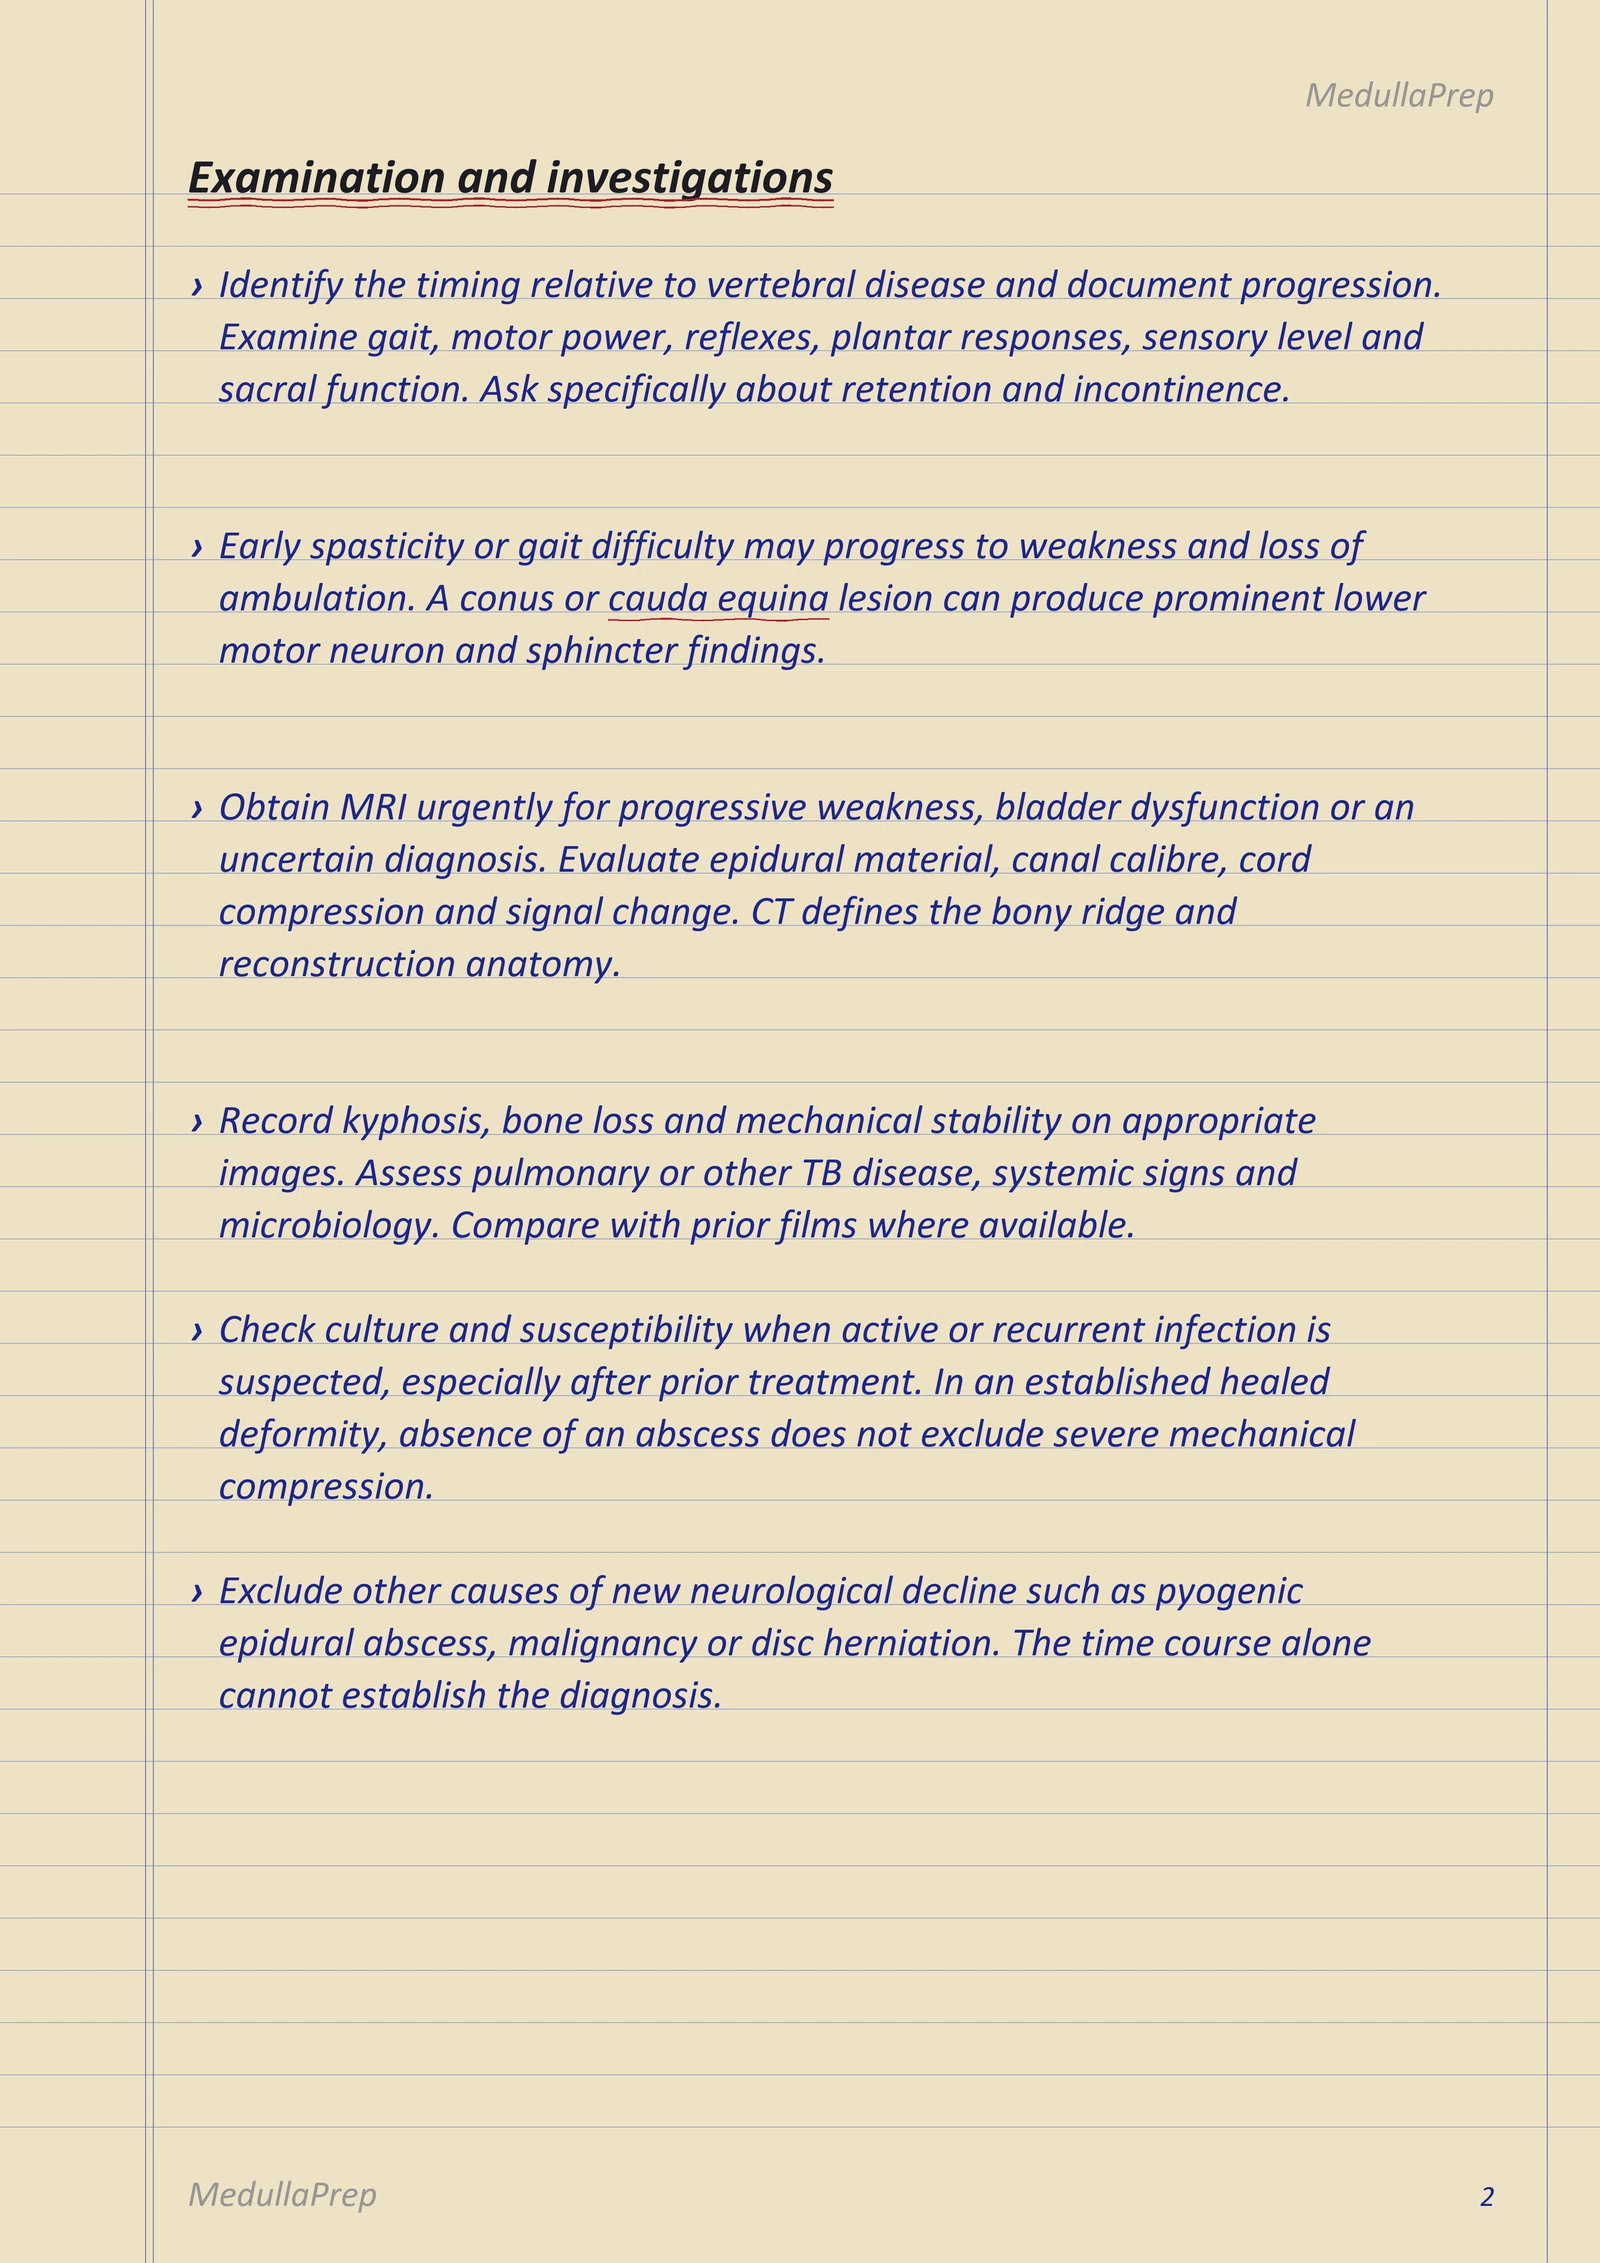 MedullaPrep
Examination and investigations
› Identify the timing relative to vertebral disease and document progression.
Examine gait, motor power, reflexes, plantar responses, sensory level and
sacral function. Ask specifically about retention and incontinence.
› Early spasticity or gait difficulty may progress to weakness and loss of
ambulation. A conus or cauda equina lesion can produce prominent lower
motor neuron and sphincter findings.
› Obtain MRI urgently for progressive weakness, bladder dysfunction or an
uncertain diagnosis. Evaluate epidural material, canal calibre, cord
compression and signal change. CT defines the bony ridge and
reconstruction anatomy.
› Record kyphosis, bone loss and mechanical stability on appropriate
images. Assess pulmonary or other TB disease, systemic signs and
microbiology. Compare with prior films where available.
› Check culture and susceptibility when active or recurrent infection is
suspected, especially after prior treatment. In an established healed
deformity, absence of an abscess does not exclude severe mechanical
compression.
› Exclude other causes of new neurological decline such as pyogenic
epidural abscess, malignancy or disc herniation. The time course alone
cannot establish the diagnosis.
MedullaPrep
2